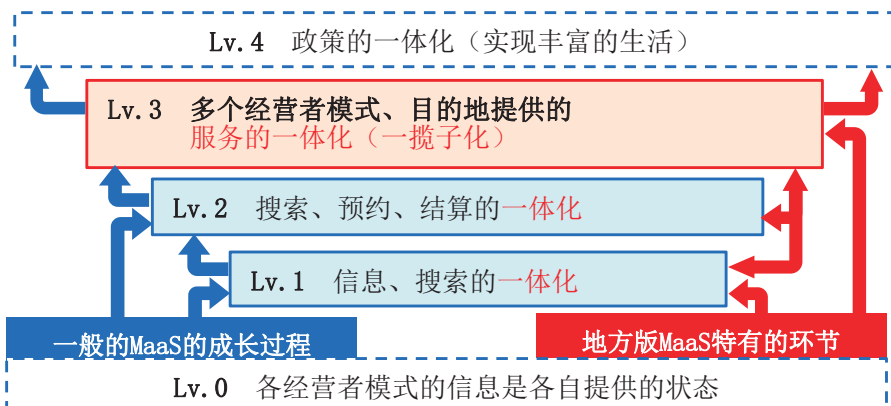 Lv.4 政策的一体化（实现丰富的生活）
Lv.3 多个经营者模式、目的地提供的
服务的一体化（一揽子化）
Lv.2 搜索、预约、结算的一体化
Lv.1 信息、搜索的一体化
一般的MaaS的成长过程
地方版MaaS特有的环节
Lv.0 各经营者模式的信息是各自提供的状态